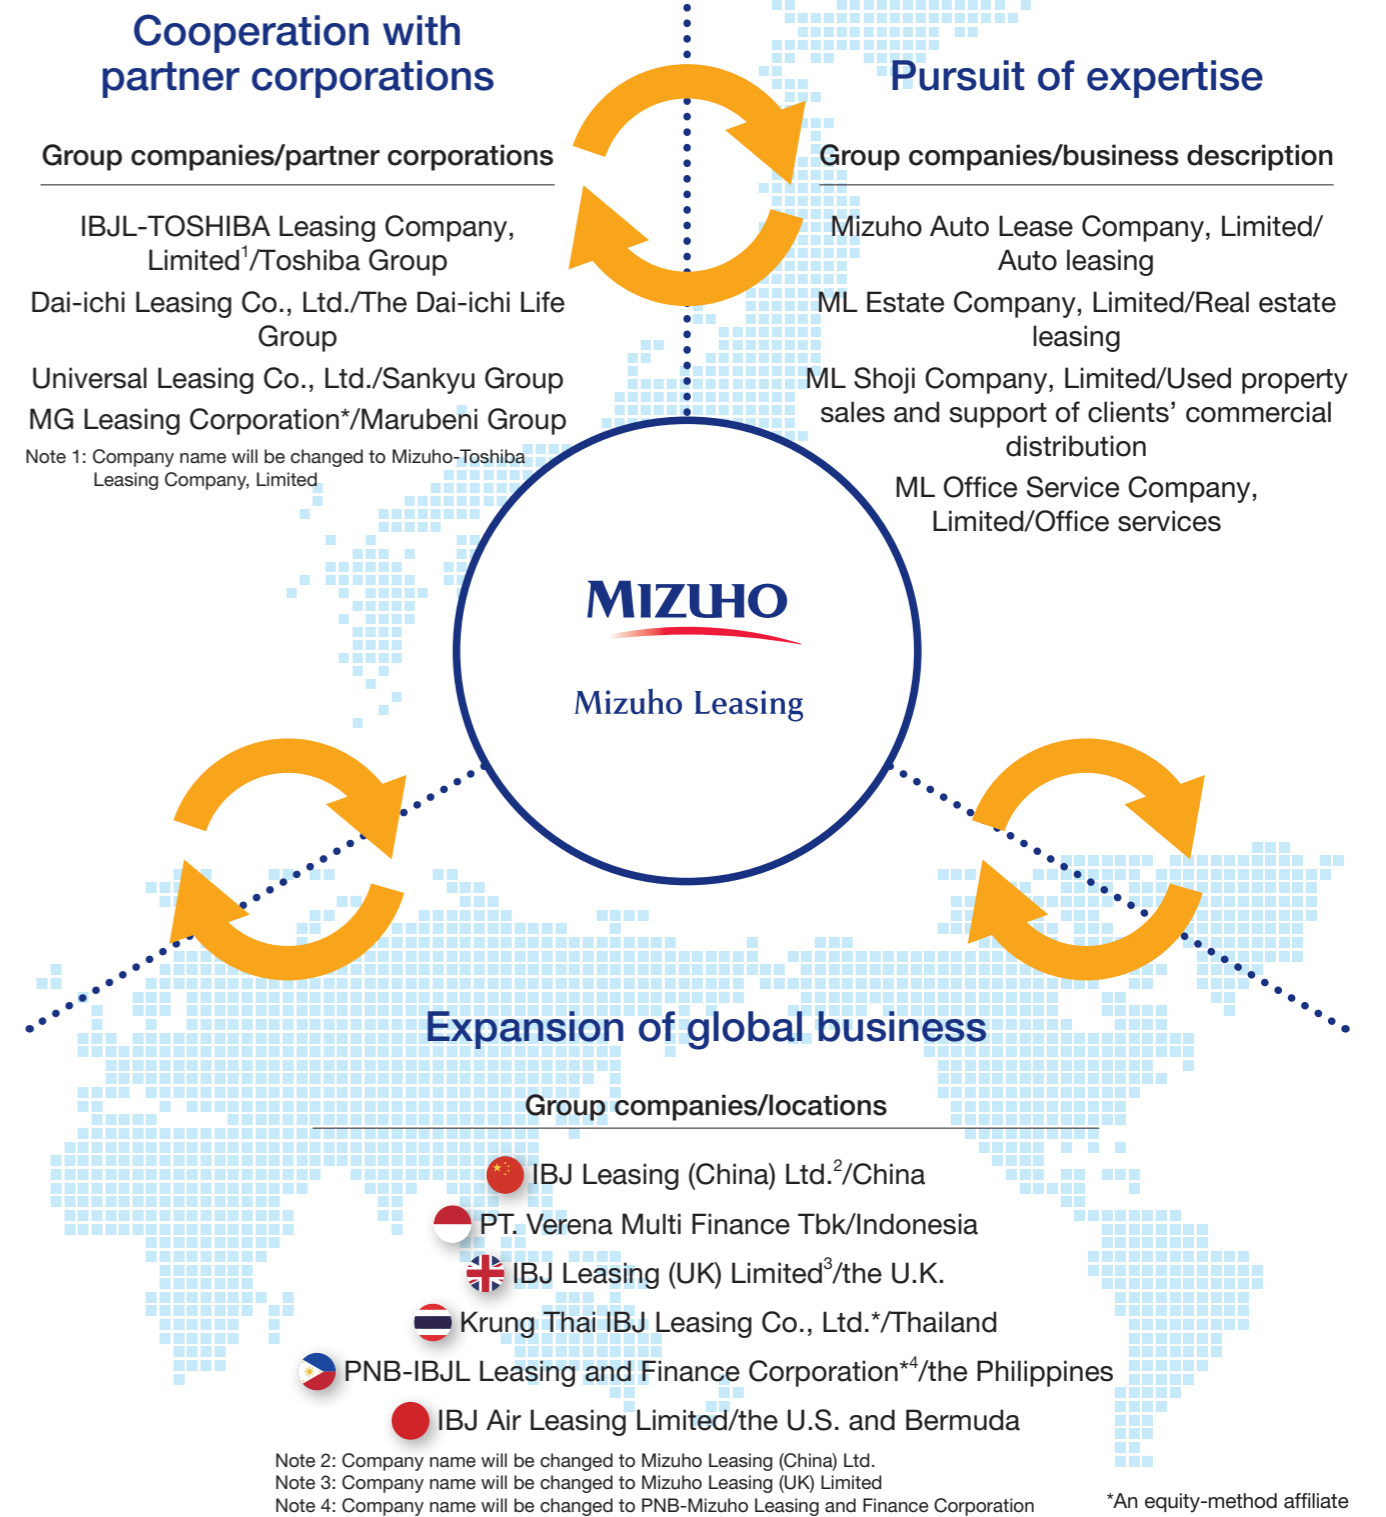 Cooperation with
partner corporations
Group companies/partner corporations
IBJL-TOSHIBA Leasing Company,
Limited1/Toshiba Group
Dai-ichi Leasing Co., Ltd./The Dai-ichi Life
Group
Universal Leasing Co., Ltd./Sankyu Group
MG Leasing Corporation*/Marubeni Group
Note 1: Company name will be changed to Mizuho-Toshiba
Leasing Company, Limited
Pursuit of expertise
Group companies/business description
Mizuho Auto Lease Company, Limited/
Auto leasing
ML Estate Company, Limited/Real estate
leasing
ML Shoji Company, Limited/Used property
sales and support of clients’ commercial
distribution
ML Office Service Company,
Limited/Office services
MIZUHO
Mizuho Leasing
Expansion of global business
Group companies/locations
IBJ Leasing (China) Ltd.2/China
PT. Verena Multi Finance Tbk/Indonesia
IBJ Leasing (UK) Limited3/the U.K.
Krung Thai IBJ Leasing Co., Ltd.*/Thailand
PNB-IBJL Leasing and Finance Corporation*4/the Philippines
IBJ Air Leasing Limited/the U.S. and Bermuda
Note 2: Company name will be changed to Mizuho Leasing (China) Ltd.
Note 3: Company name will be changed to Mizuho Leasing (UK) Limited
Note 4: Company name will be changed to PNB-Mizuho Leasing and Finance Corporation
*An equity-method affiliate